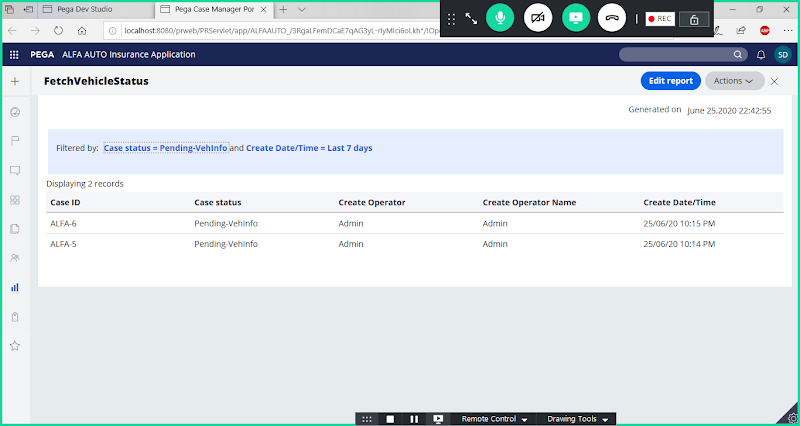 Pega Dev Studio
Pega Case Manager Por
REC
localhost:8080/prweb/PRServlet/app/ALFAAUTO_/3RgaLFemDCaE7qAG3yL-rlyMIci6oLkh*/!Op
PEGA ALFA AUTO Insurance Application
SD
FetchVehicleStatus
Edit report
Actions
Generated on June 25,2020 22:42:55
Filtered by: Case status = Pending-VehInfo and Create Date/Time = Last 7 days
Displaying 2 records
Case ID Case status Create Operator Create Operator Name Create Date/Time
ALFA-6 Pending-VehInfo Admin Admin 25/06/20 10:15 PM
ALFA-5 Pending-VehInfo Admin Admin 25/06/20 10:14 PM
Remote Control
Drawing Tools